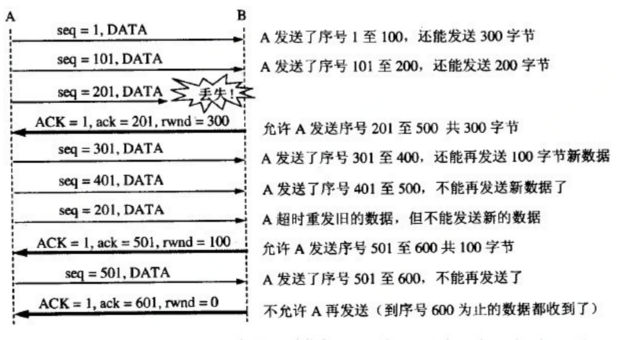 A B
seq = 1, DATA A 发送了序号 1 至 100，还能发送 300 字节
seq = 101, DATA A 发送了序号 101 至 200，还能发送 200 字节
seq = 201, DATA 丢失!
ACK = 1, ack = 201, rwnd = 300 允许 A 发送序号 201 至 500 共 300 字节
seq = 301, DATA A 发送了序号 301 至 400，还能再发送 100 字节新数据
seq = 401, DATA A 发送了序号 401 至 500，不能再发送新数据了
seq = 201, DATA A 超时重发旧的数据，但不能发送新的数据
ACK = 1, ack = 501, rwnd = 100 允许 A 发送序号 501 至 600 共 100 字节
seq = 501, DATA A 发送了序号 501 至 600，不能再发送了
ACK = 1, ack = 601, rwnd = 0 不允许 A 再发送（到序号 600 为止的数据都收到了）